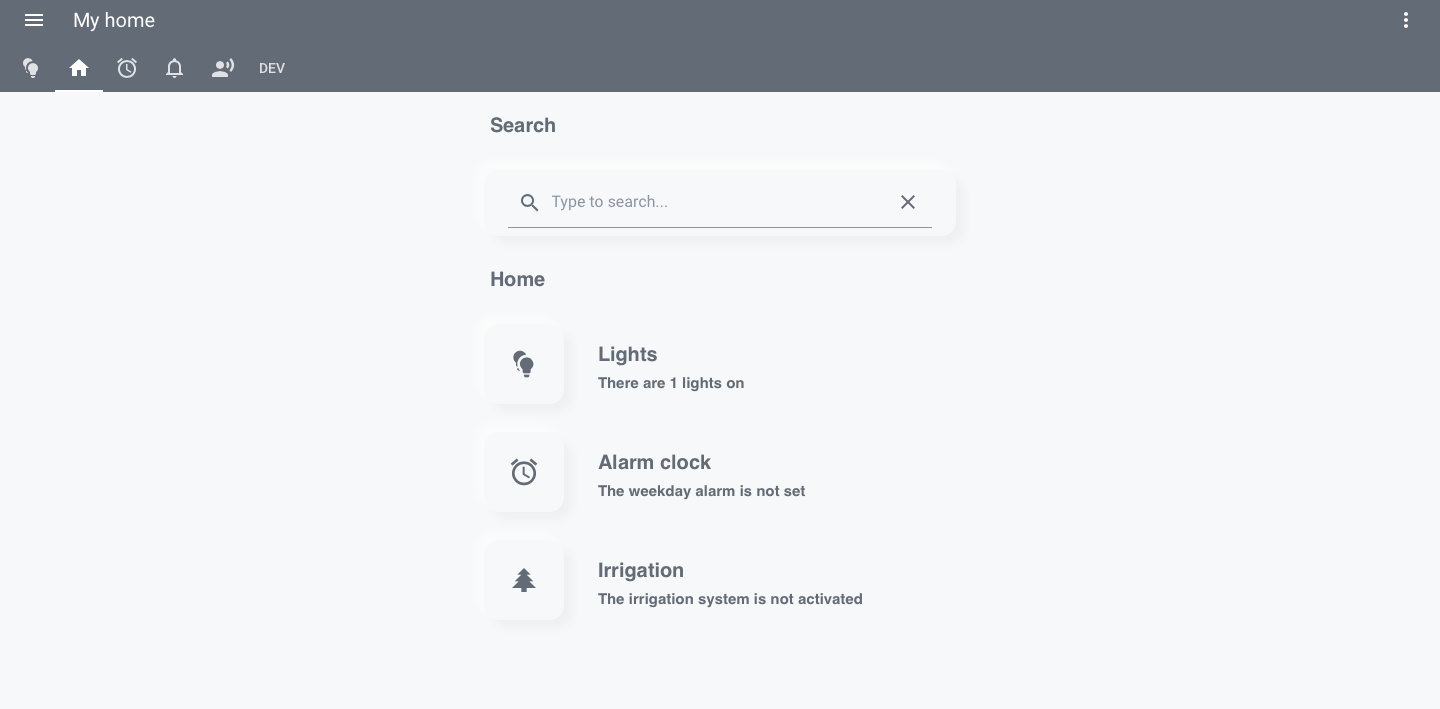 My home
DEV
Search
Type to search...
Home
Lights
There are 1 lights on
Alarm clock
The weekday alarm is not set
Irrigation
The irrigation system is not activated